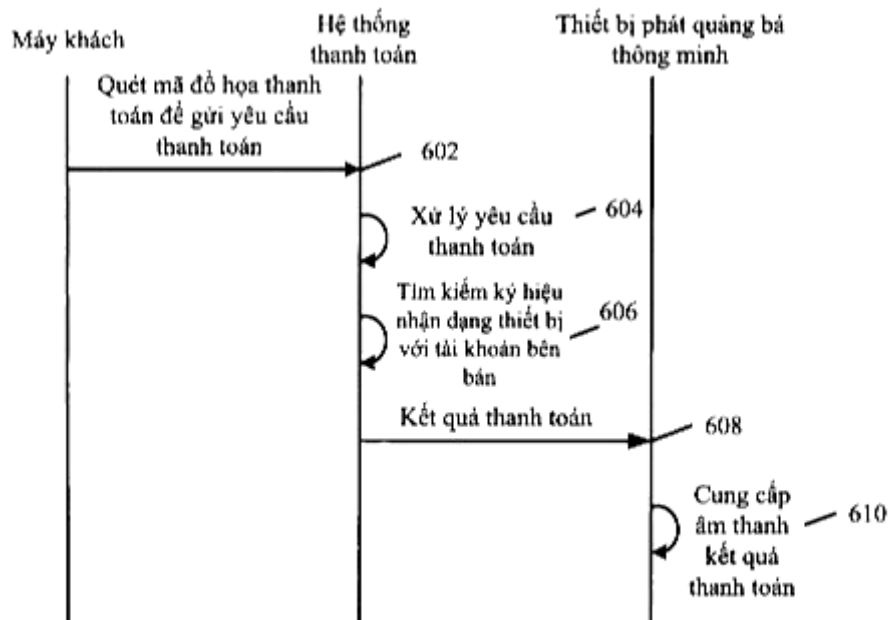 Máy khách
Hệ thống
thanh toán
Thiết bị phát quảng bá
thông minh
Quét mã đồ họa thanh
toán để gửi yêu cầu
thanh toán
602
Xử lý yêu cầu
thanh toán
604
Tìm kiếm ký hiệu
nhận dạng thiết bị
với tài khoản bên
bán
606
Kết quả thanh toán
608
Cung cấp
âm thanh
kết quả
thanh toán
610